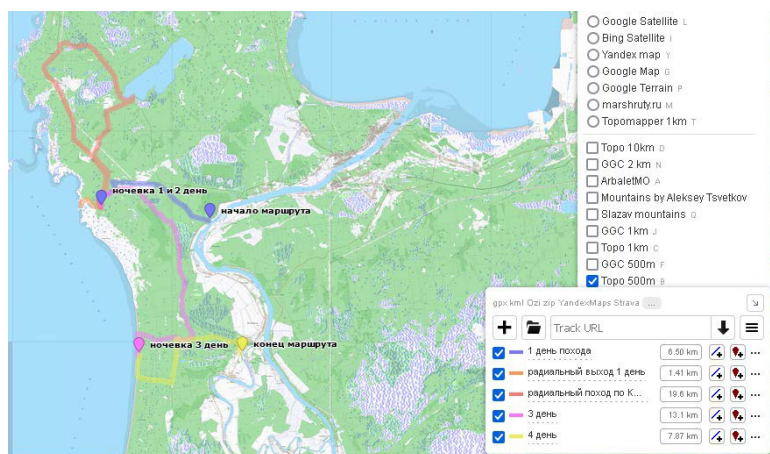 Google Satellite L
Bing Satellite I
Yandex map Y
Google Map G
Google Terrain P
marshruty.ru M
Topomapper 1km T
Topo 10km D
GGC 2 km N
ArbaletMO A
Mountains by Aleksey Tsvetkov
Slazav mountains Q
GGC 1km J
Topo 1km C
GGC 500m F
Topo 500m B
ночевка 1 и 2 день
начало маршрута
ночевка 3 день
конец маршрута
gpx kml Ozi zip YandexMaps Strava ...
Track URL
1 день похода 6.50 km
радиальный выход 1 день 1.41 km
радиальный поход по К... 19.6 km
3 день 13.1 km
4 день 7.87 km